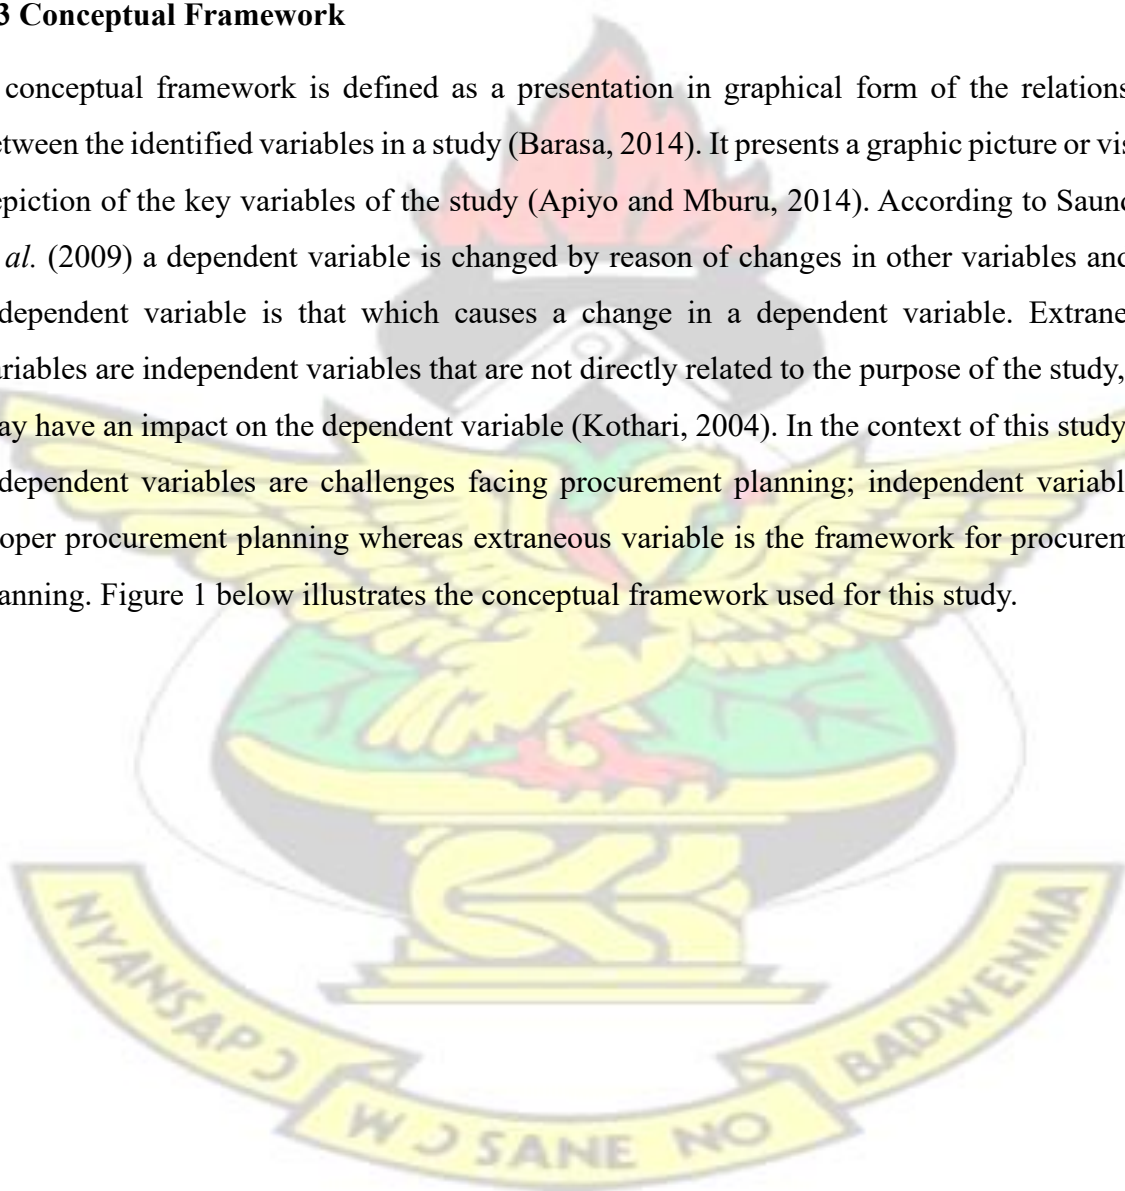 3 Conceptual Framework
conceptual framework is defined as a presentation in graphical form of the relations
etween the identified variables in a study (Barasa, 2014). It presents a graphic picture or vis
epiction of the key variables of the study (Apiyo and Mburu, 2014). According to Saund
al. (2009) a dependent variable is changed by reason of changes in other variables and
dependent variable is that which causes a change in a dependent variable. Extrane
ariables are independent variables that are not directly related to the purpose of the study,
ay have an impact on the dependent variable (Kothari, 2004). In the context of this study
dependent variables are challenges facing procurement planning; independent variabl
oper procurement planning whereas extraneous variable is the framework for procurem
anning. Figure 1 below illustrates the conceptual framework used for this study.
NYANSAPƆ
WƆSANE NO
BADWENMA